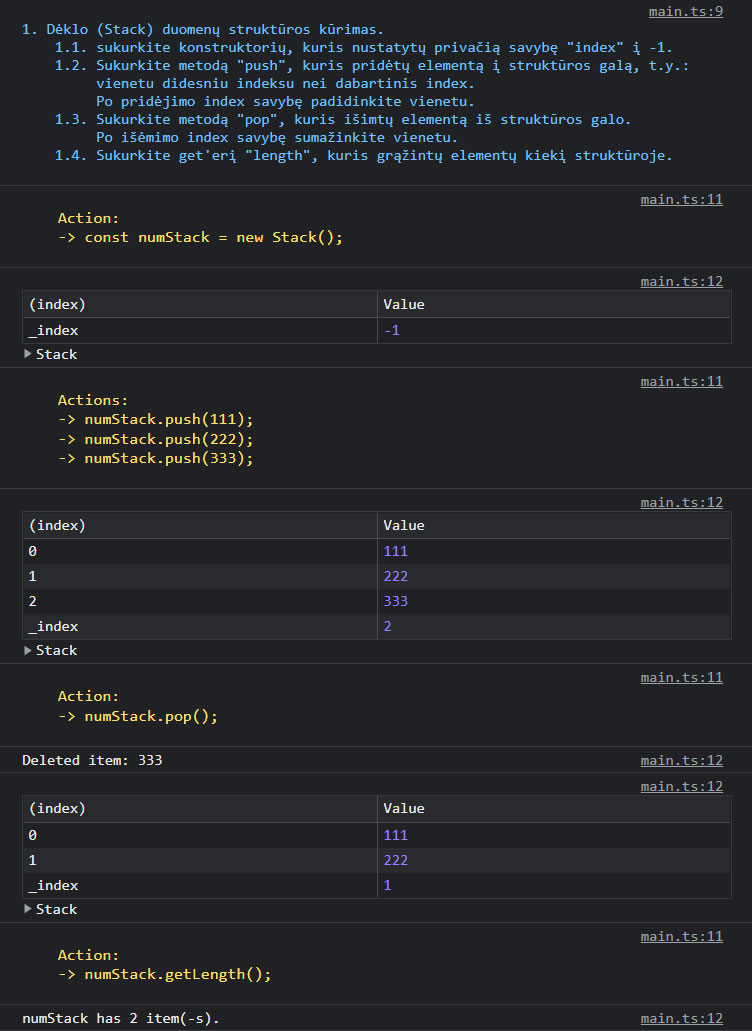 main.ts:9
1. Dėklo (Stack) duomenų struktūros kūrimas.
1.1. sukurkite konstruktorių, kuris nustatytų privačią savybę "index" į -1.
1.2. Sukurkite metodą "push", kuris pridėtų elementą į struktūros galą, t.y.:
vienetu didesniu indeksu nei dabartinis index.
Po pridėjimo index savybę padidinkite vienetu.
1.3. Sukurkite metodą "pop", kuris išimtų elementą iš struktūros galo.
Po išėmimo index savybę sumažinkite vienetu.
1.4. Sukurkite get'erį "length", kuris grąžintų elementų kiekį struktūroje.
main.ts:11
Action:
-> const numStack = new Stack();
main.ts:12
(index) Value
_index -1
Stack
main.ts:11
Actions:
-> numStack.push(111);
-> numStack.push(222);
-> numStack.push(333);
main.ts:12
(index) Value
0 111
1 222
2 333
_index 2
Stack
main.ts:11
Action:
-> numStack.pop();
Deleted item: 333 main.ts:12
main.ts:12
(index) Value
0 111
1 222
_index 1
Stack
main.ts:11
Action:
-> numStack.getLength();
numStack has 2 item(-s). main.ts:12